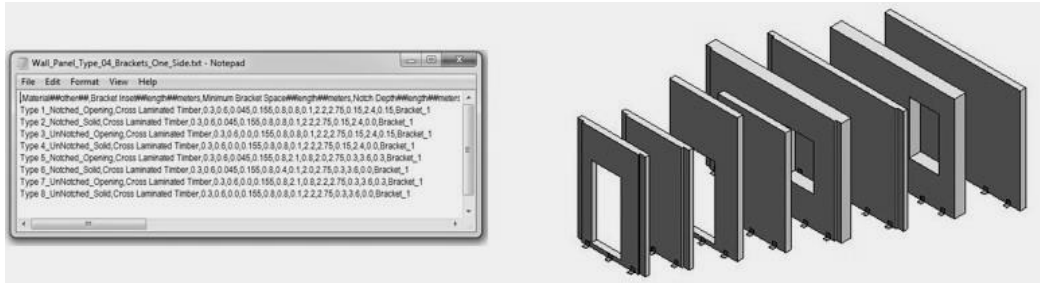 Wall_Panel_Type_04_Brackets_One_Side.txt - Notepad
File Edit Format View Help
,Material##other##,Bracket Inset##length##meters,Minimum Bracket Space##length##meters,Notch Depth##length##meters
Type 1_Notched_Opening,Cross Laminated Timber,0.3,0.6,0.045,0.155,0.8,0.8,0.1,2.2,2.75,0.15,2.4,0.15,Bracket_1
Type 2_Notched_Solid,Cross Laminated Timber,0.3,0.6,0.045,0.155,0.8,0.8,0.1,2.2,2.75,0.15,2.4,0.0,Bracket_1
Type 3_UnNotched_Opening,Cross Laminated Timber,0.3,0.6,0.0,0.155,0.8,0.8,0.1,2.2,2.75,0.15,2.4,0.15,Bracket_1
Type 4_UnNotched_Solid,Cross Laminated Timber,0.3,0.6,0.0,0.155,0.8,0.8,0.1,2.2,2.75,0.15,2.4,0.0,Bracket_1
Type 5_Notched_Opening,Cross Laminated Timber,0.3,0.6,0.045,0.155,0.8,2.1,0.8,2.0,2.75,0.3,3.6,0.3,Bracket_1
Type 6_Notched_Solid,Cross Laminated Timber,0.3,0.6,0.045,0.155,0.8,0.4,0.1,2.0,2.75,0.3,3.6,0.0,Bracket_1
Type 7_UnNotched_Opening,Cross Laminated Timber,0.3,0.6,0.0,0.155,0.8,2.1,0.8,2.2,2.75,0.3,3.6,0.3,Bracket_1
Type 8_UnNotched_Solid,Cross Laminated Timber,0.3,0.6,0.0,0.155,0.8,0.8,0.1,2.2,2.75,0.3,3.6,0.0,Bracket_1